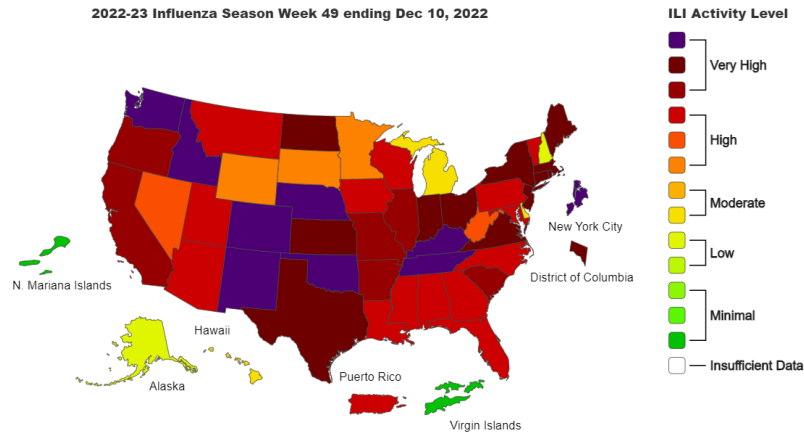 2022-23 Influenza Season Week 49 ending Dec 10, 2022
ILI Activity Level
Very High
High
Moderate
Low
Minimal
Insufficient Data
New York City
District of Columbia
N. Mariana Islands
Hawaii
Alaska
Puerto Rico
Virgin Islands